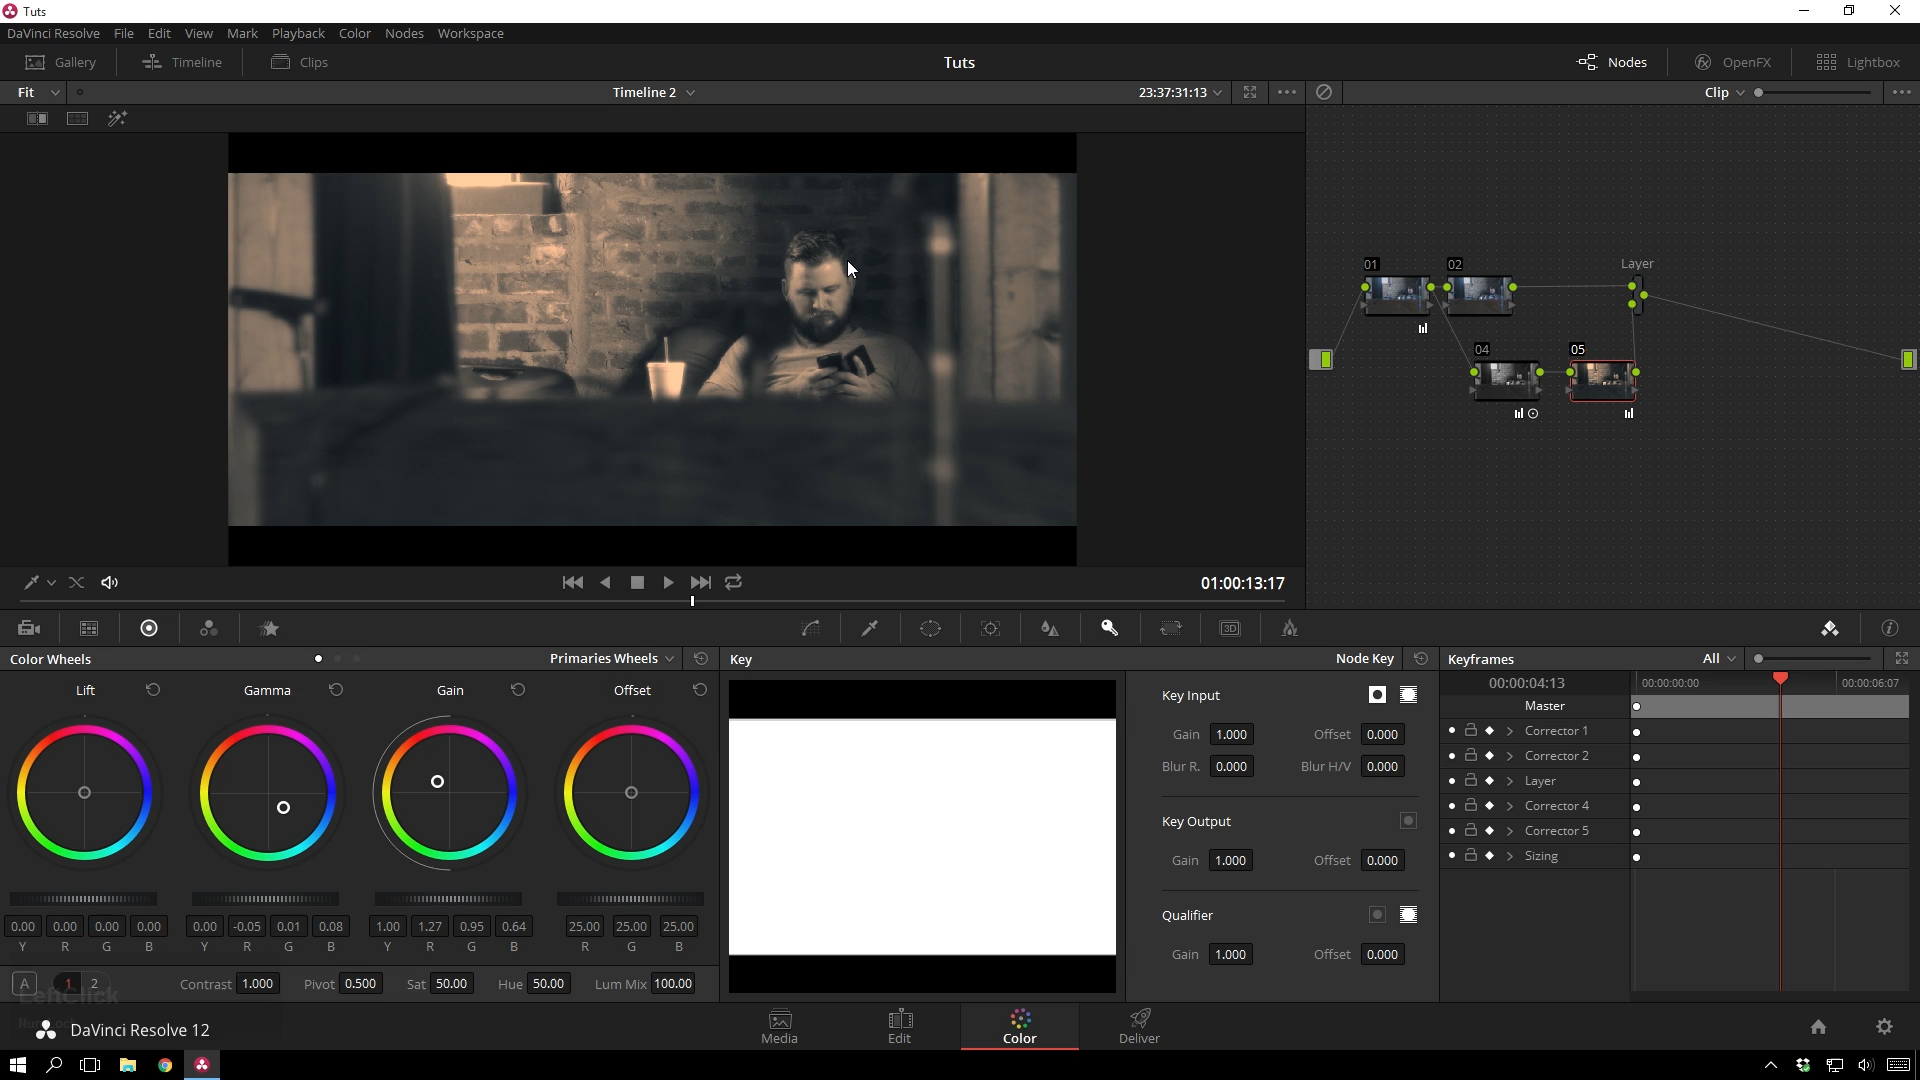 Tuts
DaVinci Resolve File Edit View Mark Playback Color Nodes Workspace
Gallery Timeline Clips Tuts Nodes OpenFX Lightbox
Fit Timeline 2 23:37:31:13 Clip
01 02 Layer
04 05
01:00:13:17
Color Wheels Primaries Wheels Key Node Key Keyframes All
Lift Gamma Gain Offset
Key Input
Gain 1.000 Offset 0.000
Blur R. 0.000 Blur H/V 0.000
Key Output
Gain 1.000 Offset 0.000
Qualifier
Gain 1.000 Offset 0.000
00:00:04:13 00:00:00:00 00:00:06:07
Master
Corrector 1
Corrector 2
Layer
Corrector 4
Corrector 5
Sizing
0.00 0.00 0.00 0.00 0.00 -0.05 0.01 0.08 1.00 1.27 0.95 0.64 25.00 25.00 25.00
Y R G B Y R G B Y R G B R G B
A 1 2 Contrast 1.000 Pivot 0.500 Sat 50.00 Hue 50.00 Lum Mix 100.00
LeftClick
DaVinci Resolve 12
Media Edit Color Deliver